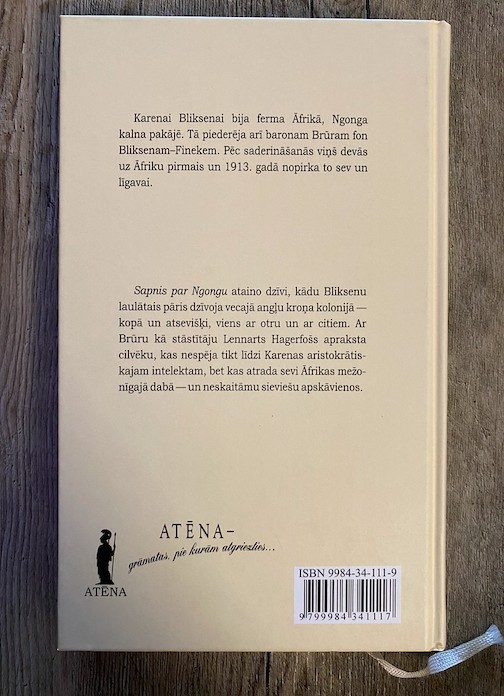 Karenai Bliksenai bija ferma Āfrikā, Ngonga
kalna pakājē. Tā piederēja arī baronam Brūram fon
Bliksenam–Finekem. Pēc saderināšanās viņš devās
uz Āfriku pirmais un 1913. gadā nopirka to sev un
līgavai.
Sapnis par Ngongu ataino dzīvi, kādu Bliksenu
laulātais pāris dzīvoja vecajā angļu kroņa kolonijā —
kopā un atsevišķi, viens ar otru un ar citiem. Ar
Brūru kā stāstītāju Lennarts Hagerfošs apraksta
cilvēku, kas nespēja tikt līdzi Karenas aristokrātis-
kajam intelektam, bet kas atrada sevi Āfrikas mežo-
nīgajā dabā — un neskaitāmu sieviešu apskāvienos.
ATĒNA–
grāmatas, pie kurām atgriezties...
ATĒNA
ISBN 9984-34-111-9
9 799984 341117